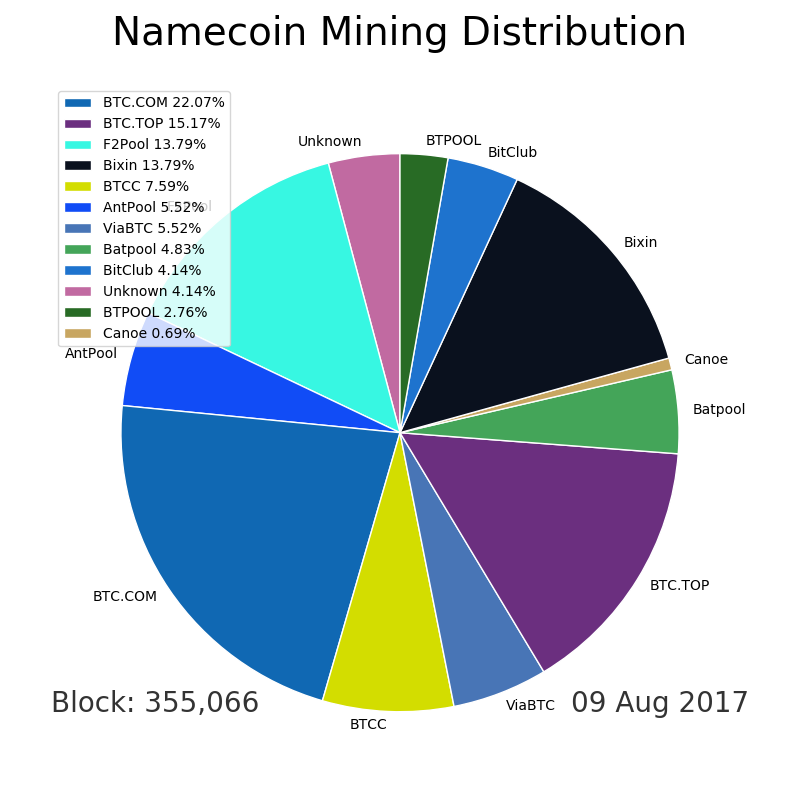 Namecoin Mining Distribution
BTC.COM 22.07%
BTC.TOP 15.17%
F2Pool 13.79%
Bixin 13.79%
BTCC 7.59%
AntPool 5.52%
ViaBTC 5.52%
Batpool 4.83%
BitClub 4.14%
Unknown 4.14%
BTPOOL 2.76%
Canoe 0.69%
Unknown
BTPOOL
BitClub
F2Pool
Bixin
AntPool
Canoe
Batpool
BTC.COM
BTC.TOP
ViaBTC
BTCC
Block: 355,066
09 Aug 2017